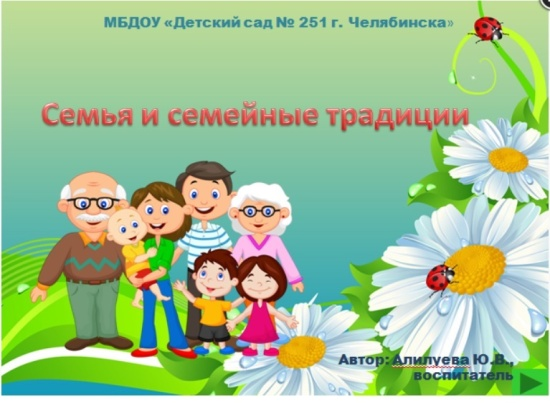 МБДОУ «Детский сад № 251 г. Челябинска»
Семья и семейные традиции
Автор: Алилуева Ю.В.,
воспитатель